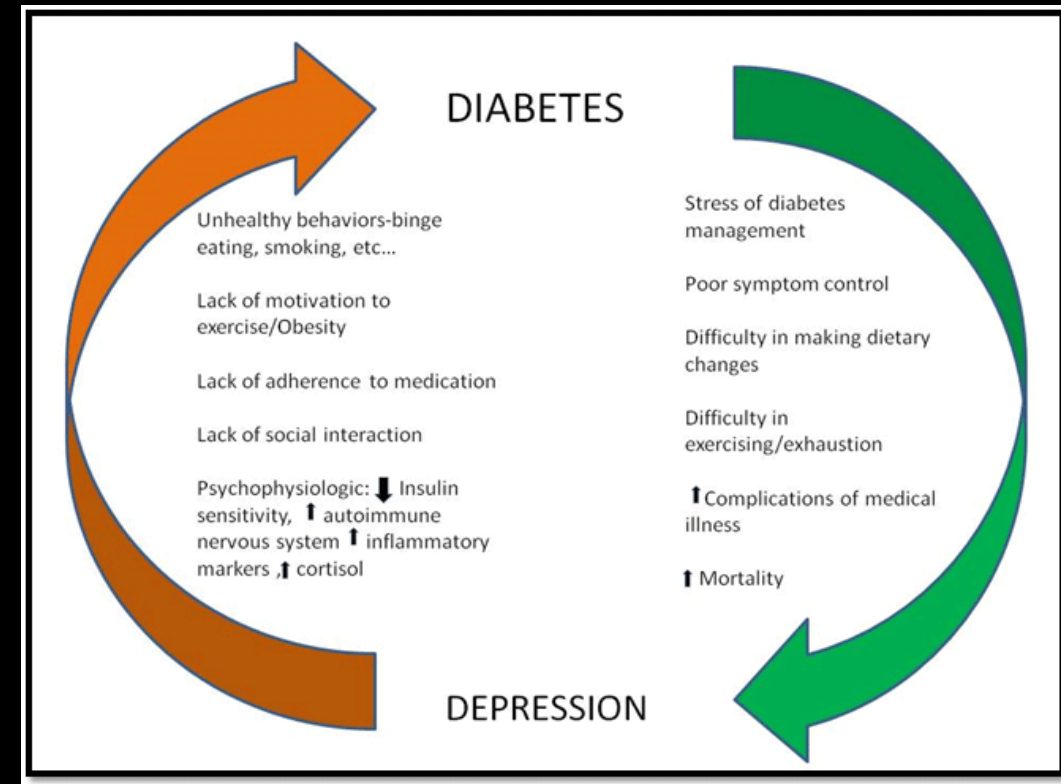 DIABETES
Unhealthy behaviors-binge
eating, smoking, etc...
Lack of motivation to
exercise/Obesity
Lack of adherence to medication
Lack of social interaction
Psychophysiologic: ⬇ Insulin
sensitivity, ⬆ autoimmune
nervous system ⬆ inflammatory
markers ,⬆ cortisol
Stress of diabetes
management
Poor symptom control
Difficulty in making dietary
changes
Difficulty in
exercising/exhaustion
⬆Complications of medical
illness
⬆ Mortality
DEPRESSION